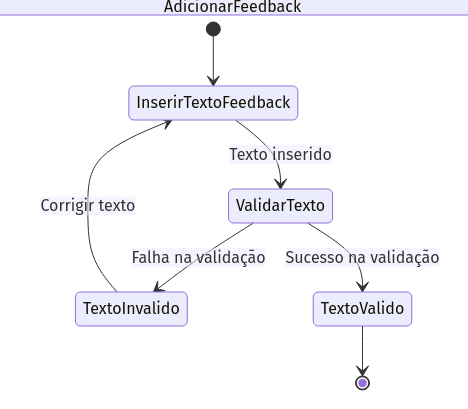 AdicionarFeedback
InserirTextoFeedback
Texto inserido
Corrigir texto
ValidarTexto
Falha na validação
Sucesso na validação
TextoInvalido
TextoValido